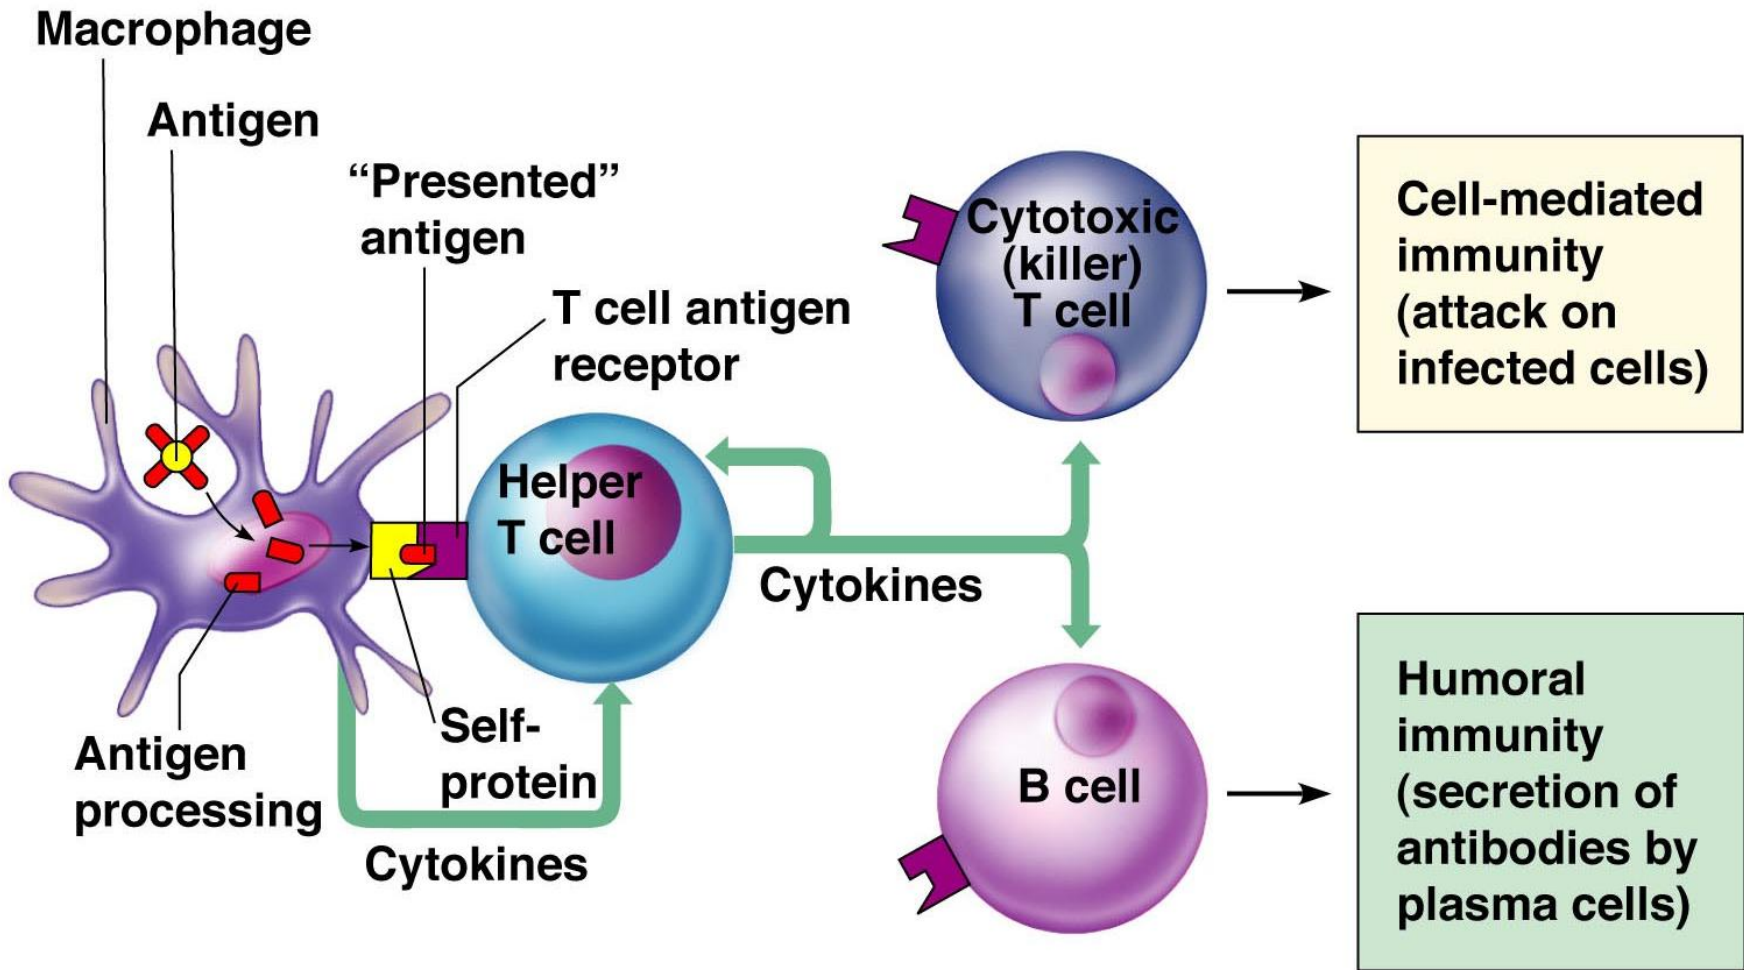 Macrophage
Antigen
“Presented”
antigen
T cell antigen
receptor
Helper
T cell
Self-
protein
Antigen
processing
Cytokines
Cytokines
Cytotoxic
(killer)
T cell
Cell-mediated
immunity
(attack on
infected cells)
B cell
Humoral
immunity
(secretion of
antibodies by
plasma cells)